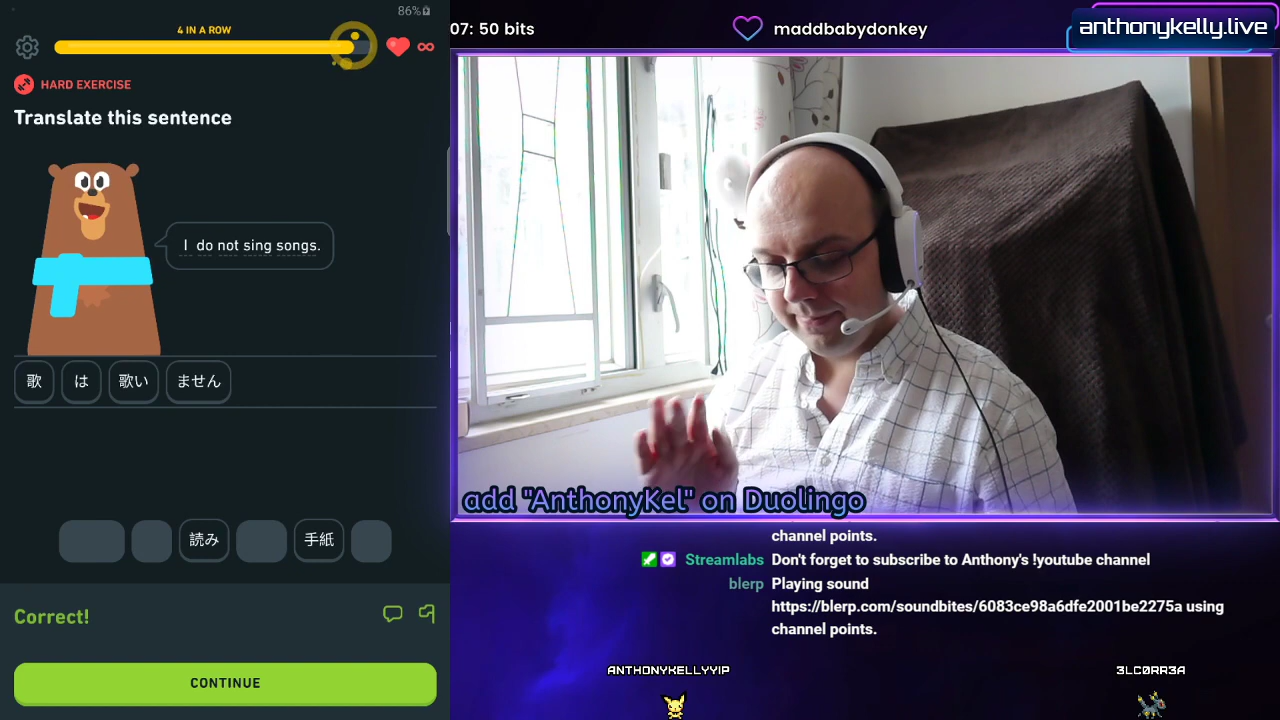 86%
4 IN A ROW
HARD EXERCISE
Translate this sentence
I do not sing songs.
歌 は 歌い ません
読み 手紙
Correct!
CONTINUE
07: 50 bits
maddbabydonkey
anthonykelly.live
add "AnthonyKel" on Duolingo
channel points.
Streamlabs Don't forget to subscribe to Anthony's !youtube channel
blerp Playing sound
https://blerp.com/soundbites/6083ce98a6dfe2001be2275a using
channel points.
ANTHONYKELLYYIP
3LC0RR3A